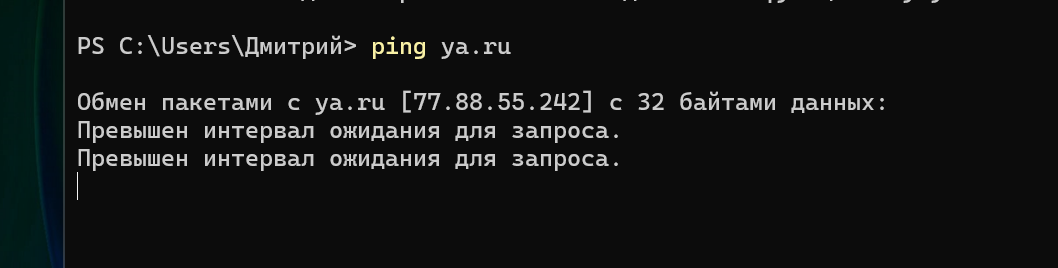 PS C:\Users\Дмитрий> ping ya.ru
Обмен пакетами с ya.ru [77.88.55.242] с 32 байтами данных:
Превышен интервал ожидания для запроса.
Превышен интервал ожидания для запроса.